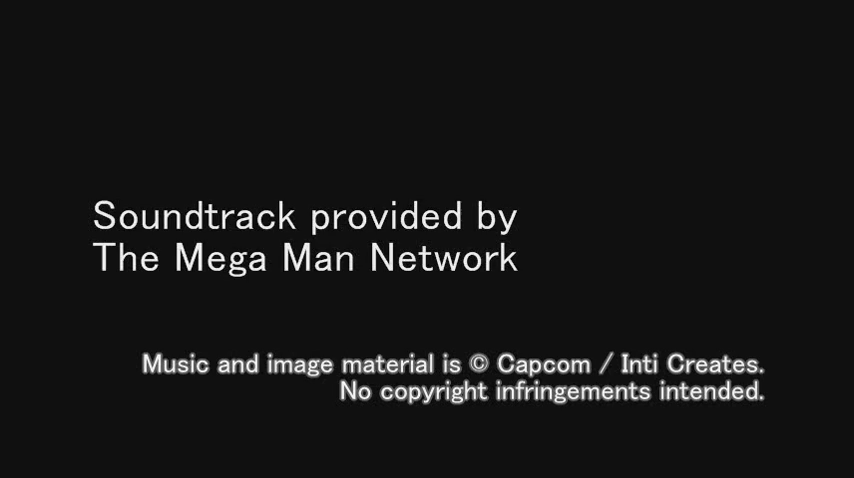 Soundtrack provided by
The Mega Man Network
Music and image material is © Capcom / Inti Creates.
No copyright infringements intended.